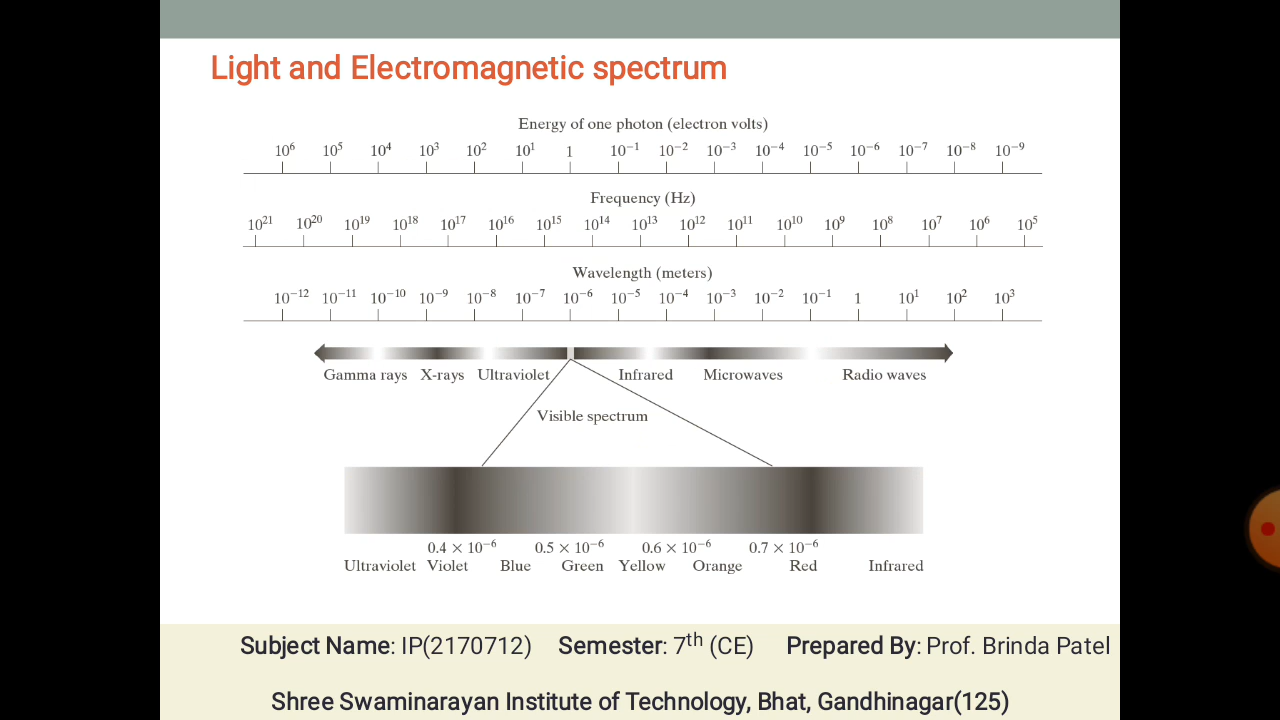 Light and Electromagnetic spectrum
Energy of one photon (electron volts)
10⁶ 10⁵ 10⁴ 10³ 10² 10¹ 1 10⁻¹ 10⁻² 10⁻³ 10⁻⁴ 10⁻⁵ 10⁻⁶ 10⁻⁷ 10⁻⁸ 10⁻⁹
Frequency (Hz)
10²¹ 10²⁰ 10¹⁹ 10¹⁸ 10¹⁷ 10¹⁶ 10¹⁵ 10¹⁴ 10¹³ 10¹² 10¹¹ 10¹⁰ 10⁹ 10⁸ 10⁷ 10⁶ 10⁵
Wavelength (meters)
10⁻¹² 10⁻¹¹ 10⁻¹⁰ 10⁻⁹ 10⁻⁸ 10⁻⁷ 10⁻⁶ 10⁻⁵ 10⁻⁴ 10⁻³ 10⁻² 10⁻¹ 1 10¹ 10² 10³
Gamma rays X-rays Ultraviolet Infrared Microwaves Radio waves
Visible spectrum
0.4 × 10⁻⁶ 0.5 × 10⁻⁶ 0.6 × 10⁻⁶ 0.7 × 10⁻⁶
Ultraviolet Violet Blue Green Yellow Orange Red Infrared
Subject Name: IP(2170712) Semester: 7ᵗʰ (CE) Prepared By: Prof. Brinda Patel
Shree Swaminarayan Institute of Technology, Bhat, Gandhinagar(125)